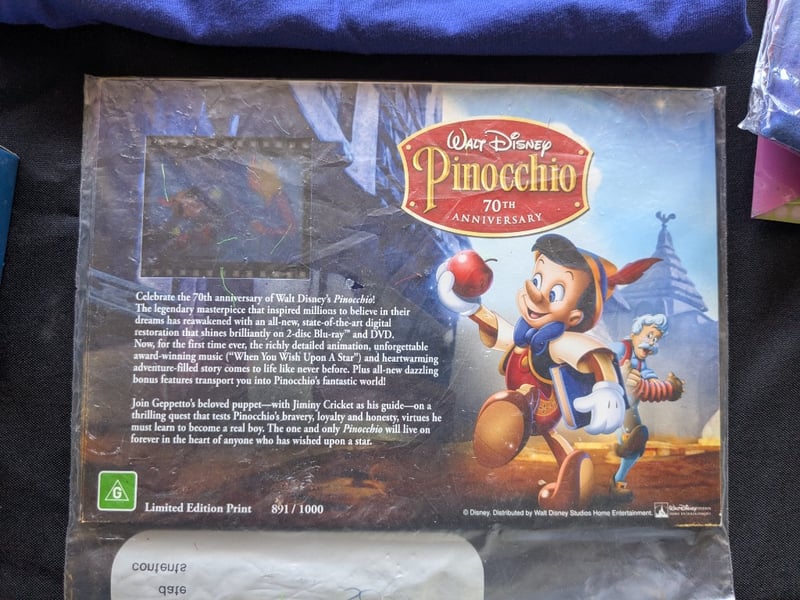 Walt Disney
Pinocchio
70TH
ANNIVERSARY
Celebrate the 70th anniversary of Walt Disney's Pinocchio!
The legendary masterpiece that inspired millions to believe in their
dreams has reawakened with an all-new, state-of-the-art digital
restoration that shines brilliantly on 2-disc Blu-ray™ and DVD.
Now, for the first time ever, the richly detailed animation, unforgettable
award-winning music ("When You Wish Upon A Star") and heartwarming
adventure-filled story comes to life like never before. Plus all-new dazzling
bonus features transport you into Pinocchio's fantastic world!
Join Geppetto's beloved puppet—with Jiminy Cricket as his guide—on a
thrilling quest that tests Pinocchio's bravery, loyalty and honesty, virtues he
must learn to become a real boy. The one and only Pinocchio will live on
forever in the heart of anyone who has wished upon a star.
G
Limited Edition Print 891 / 1000
© Disney. Distributed by Walt Disney Studios Home Entertainment.
contents
date